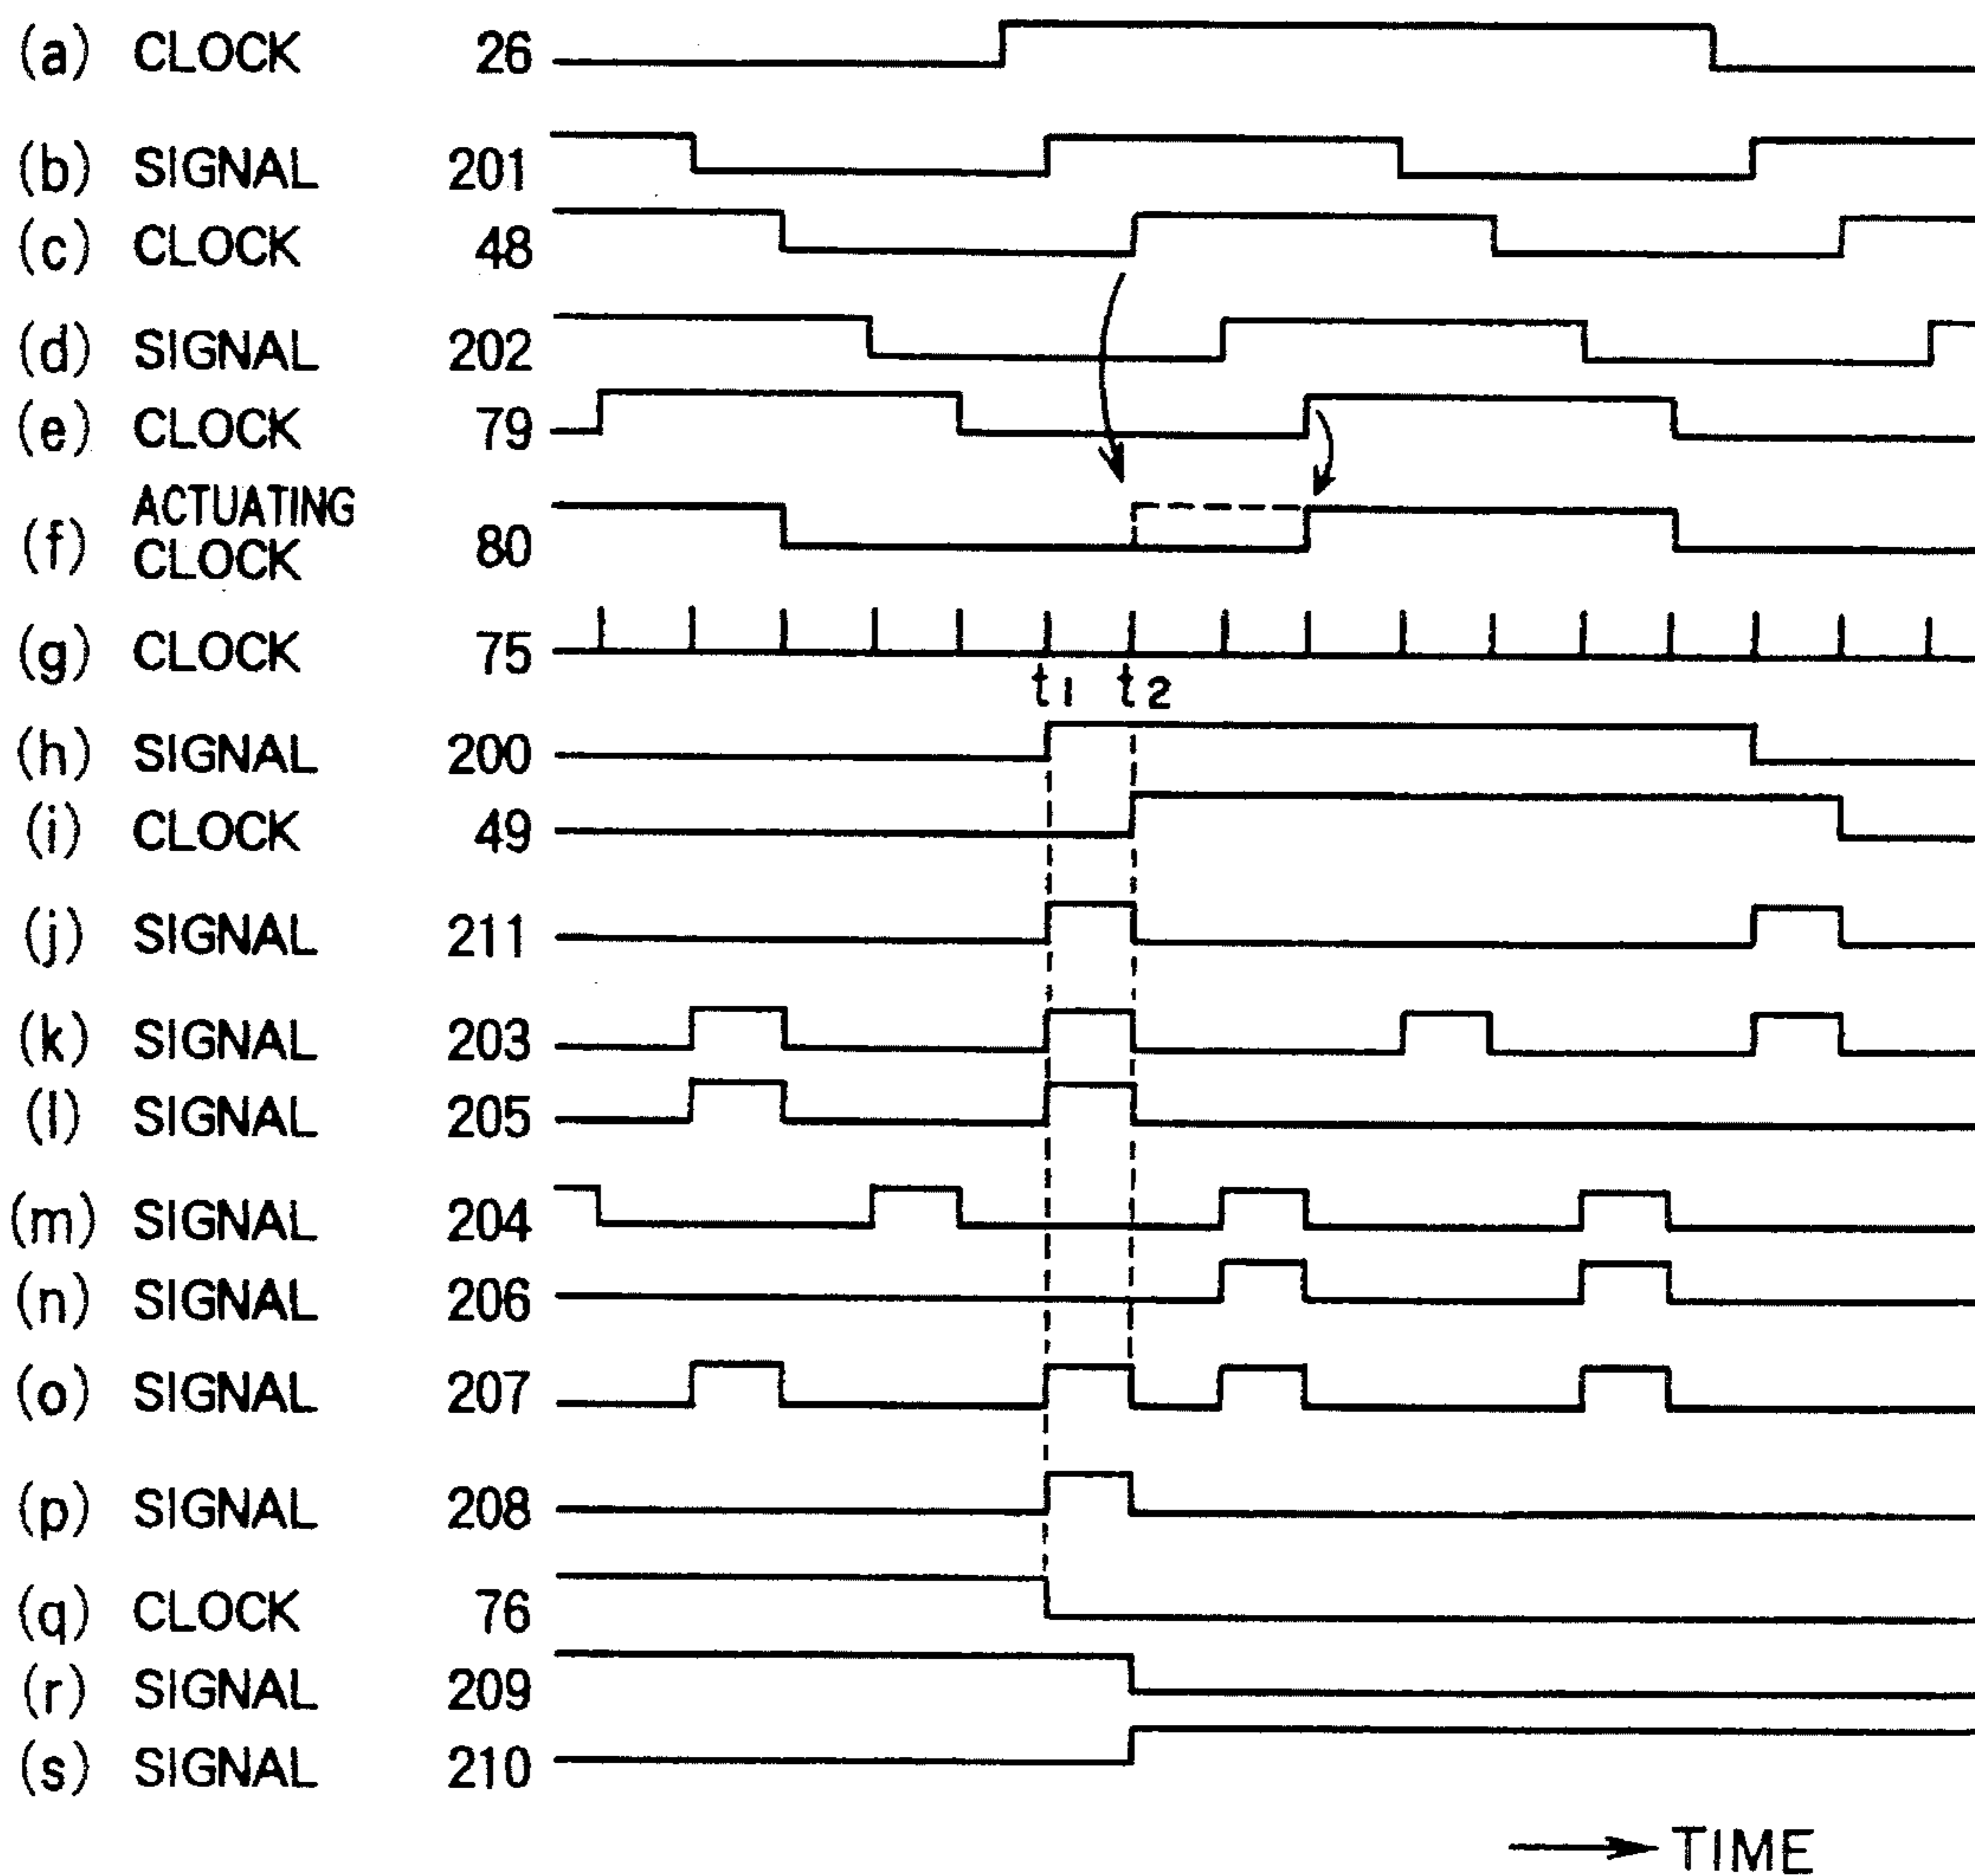 (a) CLOCK 26
(b) SIGNAL 201
(c) CLOCK 48
(d) SIGNAL 202
(e) CLOCK 79
(f) ACTUATING CLOCK 80
(g) CLOCK 75
t1 t2
(h) SIGNAL 200
(i) CLOCK 49
(j) SIGNAL 211
(k) SIGNAL 203
(l) SIGNAL 205
(m) SIGNAL 204
(n) SIGNAL 206
(o) SIGNAL 207
(p) SIGNAL 208
(q) CLOCK 76
(r) SIGNAL 209
(s) SIGNAL 210
TIME